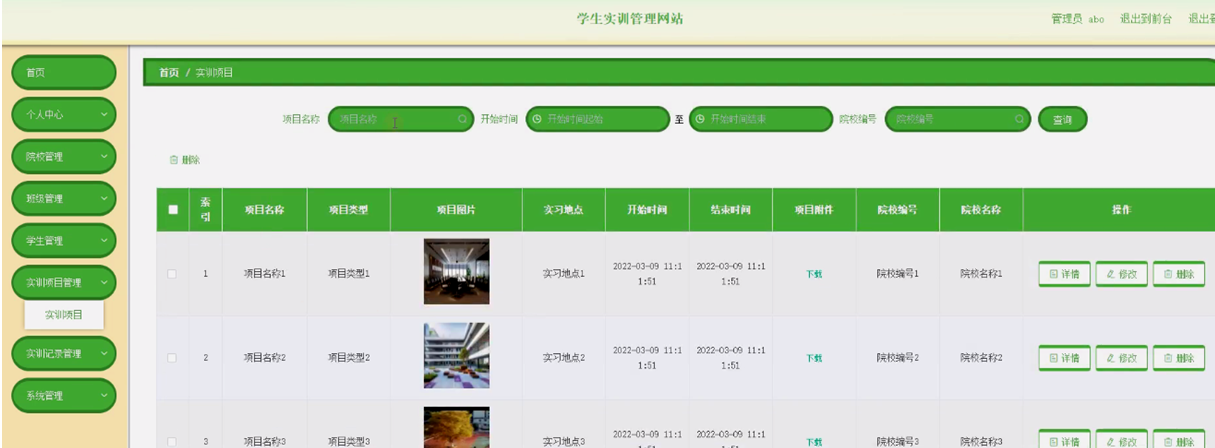 学生实训管理网站
管理员 abo 退出到前台 退出
首页
个人中心
院校管理
班级管理
学生管理
实训项目管理
实训项目
实训记录管理
系统管理
首页 / 实训项目
项目名称 项目名称 开始时间 开始时间起始 至 开始时间结束 院校编号 院校编号 查询
删除
索引 项目名称 项目类型 项目图片 实习地点 开始时间 结束时间 项目附件 院校编号 院校名称 操作
1 项目名称1 项目类型1 实习地点1 2022-03-09 11:11:51 2022-03-09 11:11:51 下载 院校编号1 院校名称1 详情 修改 删除
2 项目名称2 项目类型2 实习地点2 2022-03-09 11:11:51 2022-03-09 11:11:51 下载 院校编号2 院校名称2 详情 修改 删除
3 项目名称3 项目类型3 实习地点3 2022-03-09 11:1 2022-03-09 11:1 下载 院校编号3 院校名称3 详情 修改 删除